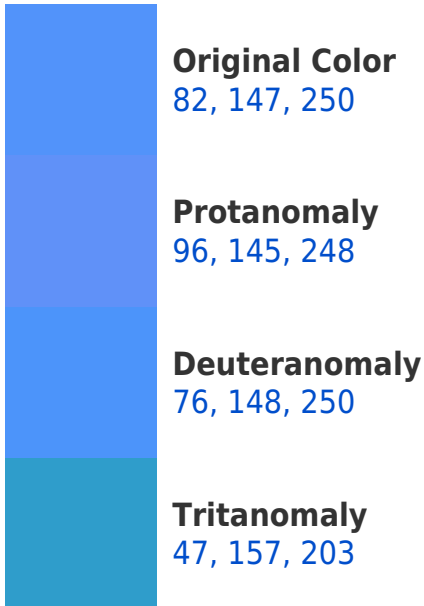 Original Color
82, 147, 250
Protanomaly
96, 145, 248
Deuteranomaly
76, 148, 250
Tritanomaly
47, 157, 203